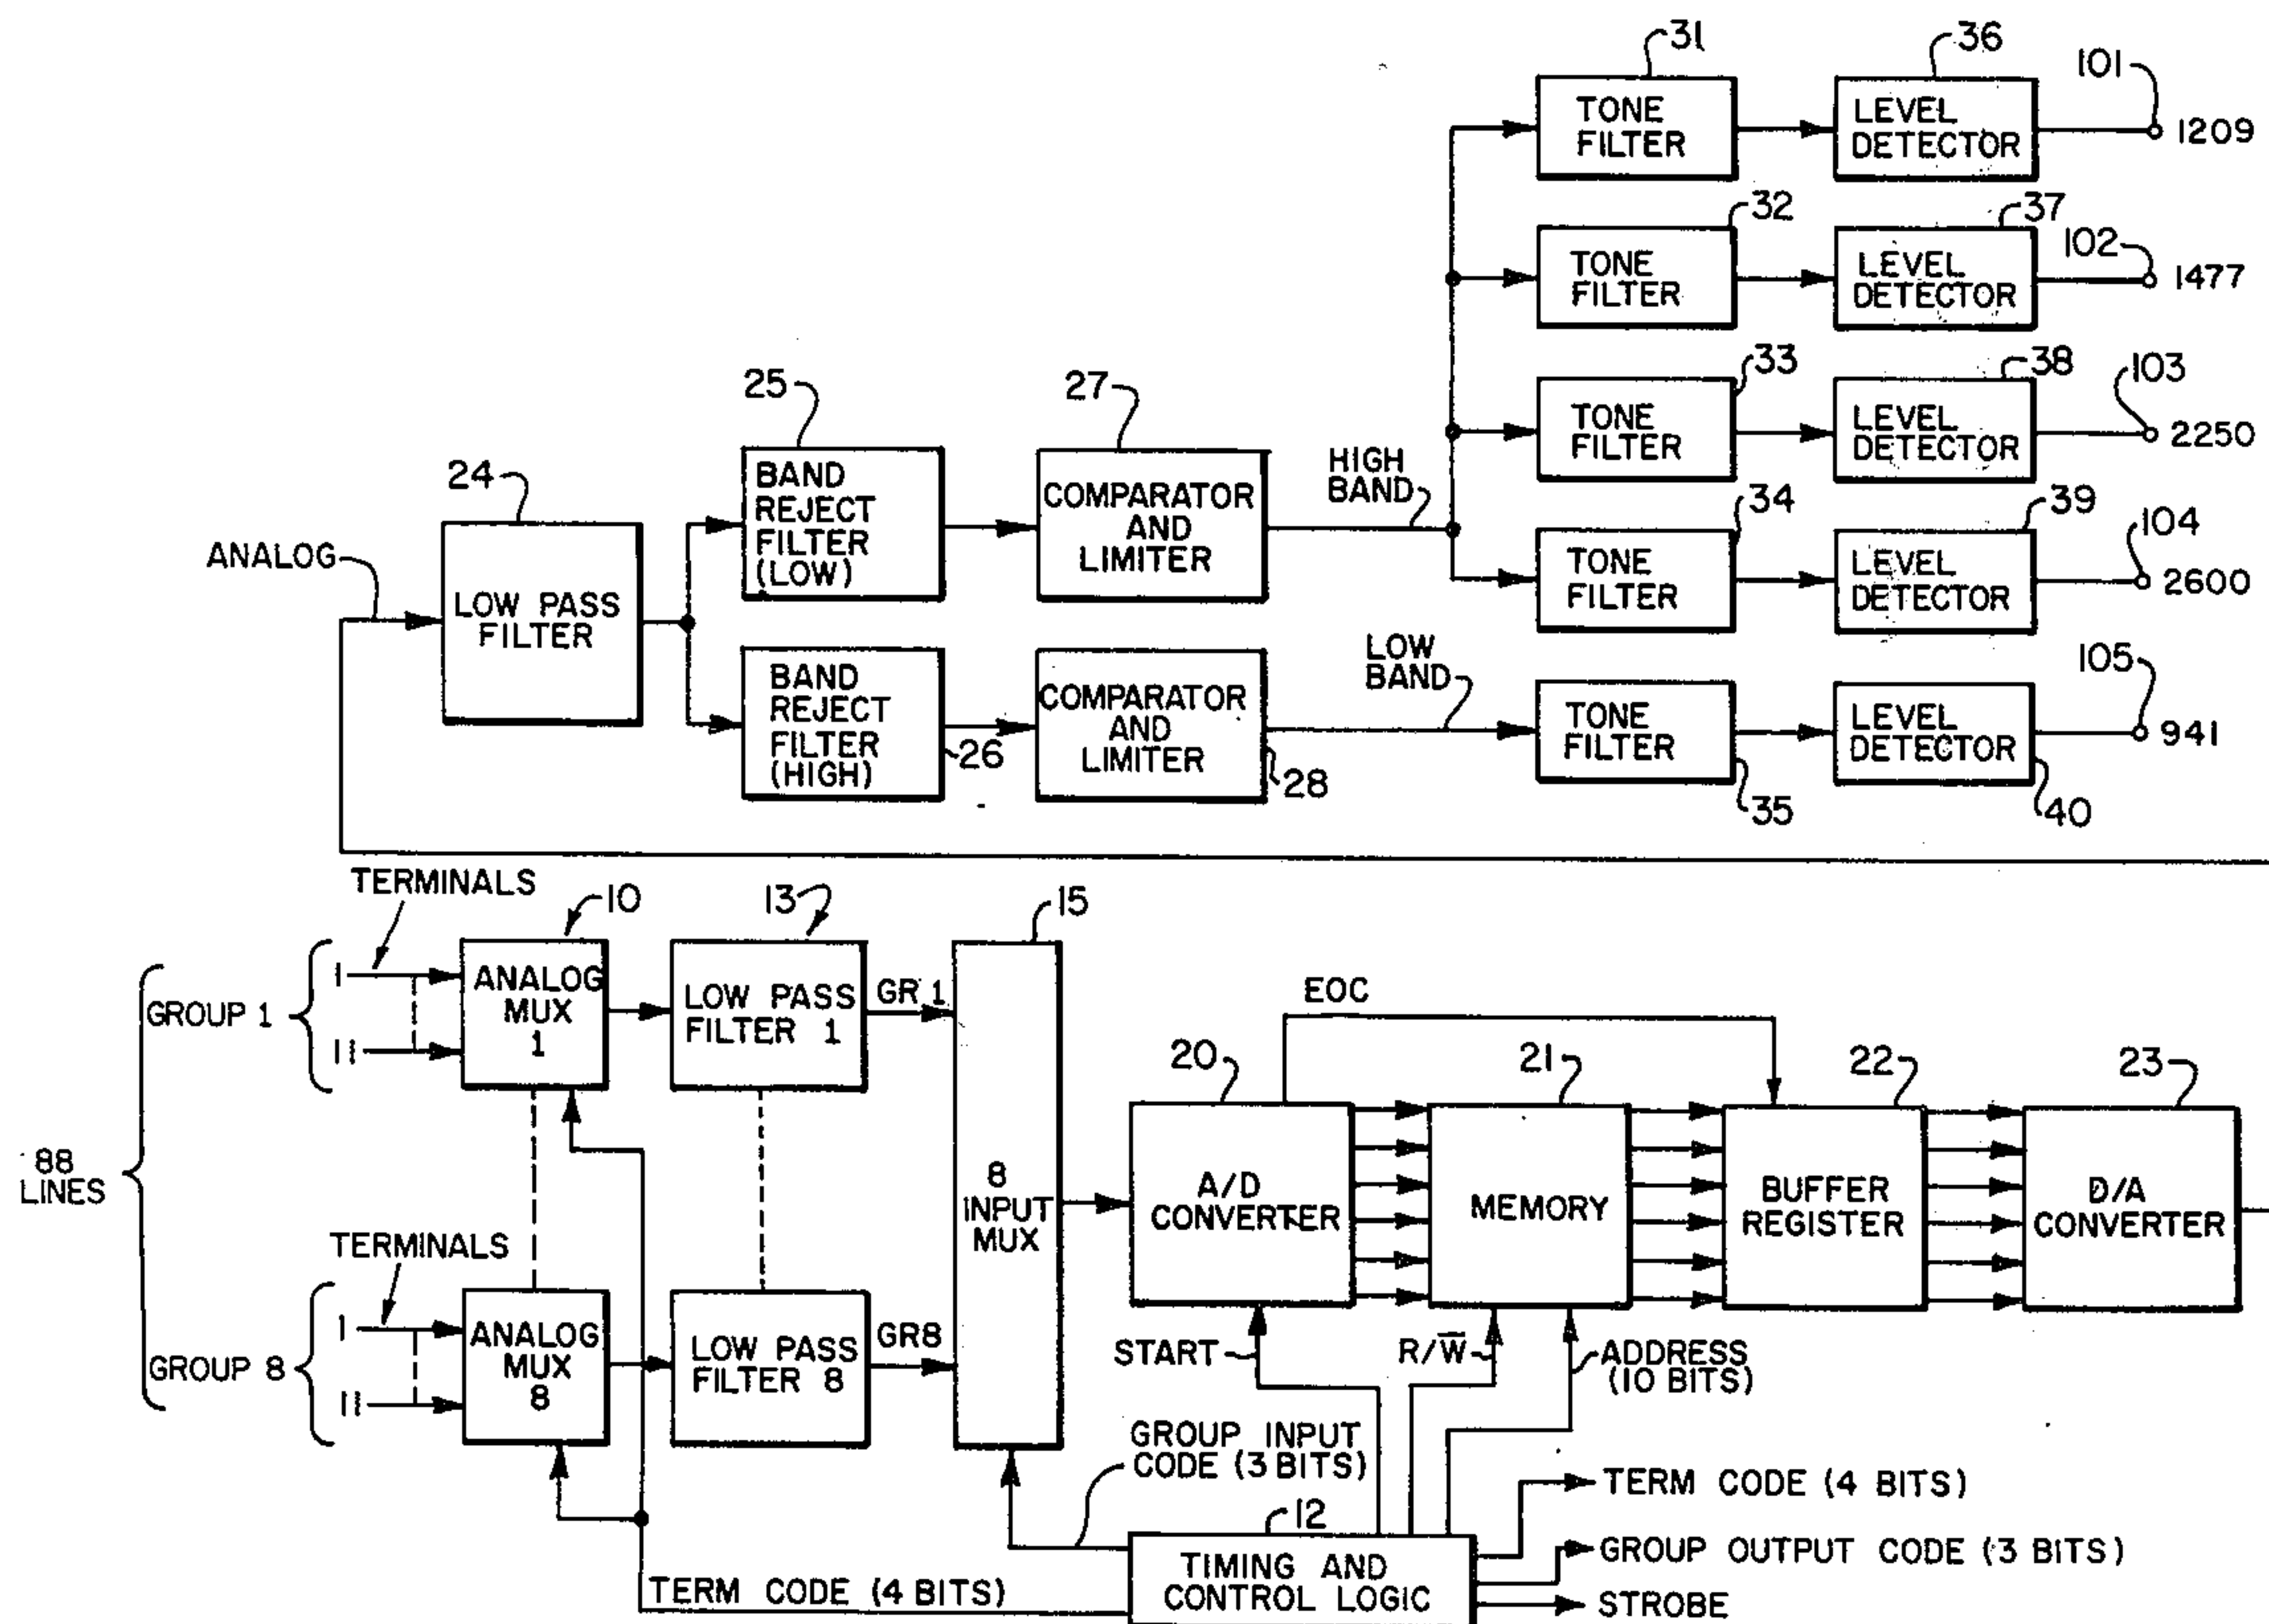 31
36
101
TONE
FILTER
LEVEL
DETECTOR
1209
32
37
102
TONE
FILTER
LEVEL
DETECTOR
1477
25
27
33
38
103
TONE
FILTER
LEVEL
DETECTOR
2250
24
BAND
REJECT
FILTER
(LOW)
COMPARATOR
AND
LIMITER
HIGH
BAND
34
39
104
ANALOG
LOW PASS
FILTER
TONE
FILTER
LEVEL
DETECTOR
2600
BAND
REJECT
FILTER
(HIGH)
26
COMPARATOR
AND
LIMITER
28
LOW
BAND
TONE
FILTER
35
LEVEL
DETECTOR
40
105
941
TERMINALS
10
13
15
88
LINES
GROUP 1
1
11
ANALOG
MUX
1
LOW PASS
FILTER 1
GR 1
8
INPUT
MUX
EOC
20
21
22
23
A/D
CONVERTER
MEMORY
BUFFER
REGISTER
D/A
CONVERTER
TERMINALS
GROUP 8
1
11
ANALOG
MUX
8
LOW PASS
FILTER 8
GR8
START
R/W̅
ADDRESS
(10 BITS)
GROUP INPUT
CODE (3 BITS)
12
TIMING AND
CONTROL LOGIC
TERM CODE (4 BITS)
TERM CODE (4 BITS)
GROUP OUTPUT CODE (3 BITS)
STROBE